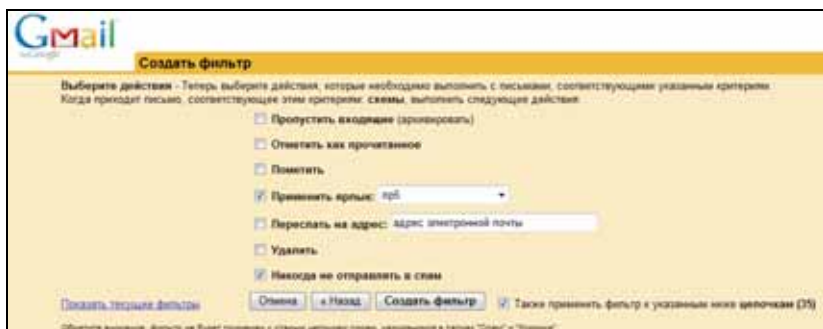 Gmail
Создать фильтр
Выберите действия - Теперь выберите действия, которые необходимо выполнить с письмами, соответствующими указанным критериям.
Когда приходит письмо, соответствующее этим критериям: схемы, выполнить следующие действия:
Пропустить входящие (архивировать)
Отметить как прочитанное
Пометить
Применить ярлык: пр5
Переслать на адрес: адрес электронной почты
Удалить
Никогда не отправлять в спам
Показать текущие фильтры Отмена « Назад Создать фильтр Также применить фильтр к указанным ниже цепочкам (35)